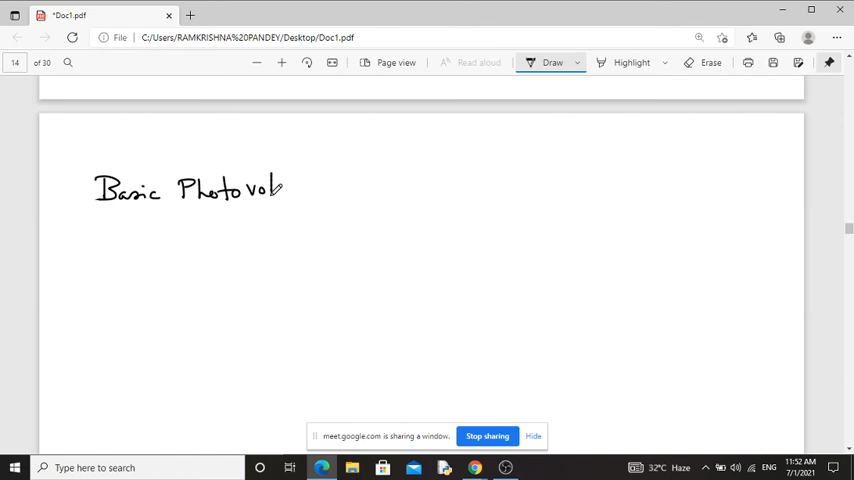 *Doc1.pdf
File
C:/Users/RAMKRISHNA%20PANDEY/Desktop/Doc1.pdf
14 of 30
Page view
Read aloud
Draw
Highlight
Erase
Basic Photovol
meet.google.com is sharing a window. Stop sharing Hide
Type here to search
32°C Haze
ENG
11:52 AM
7/1/2021